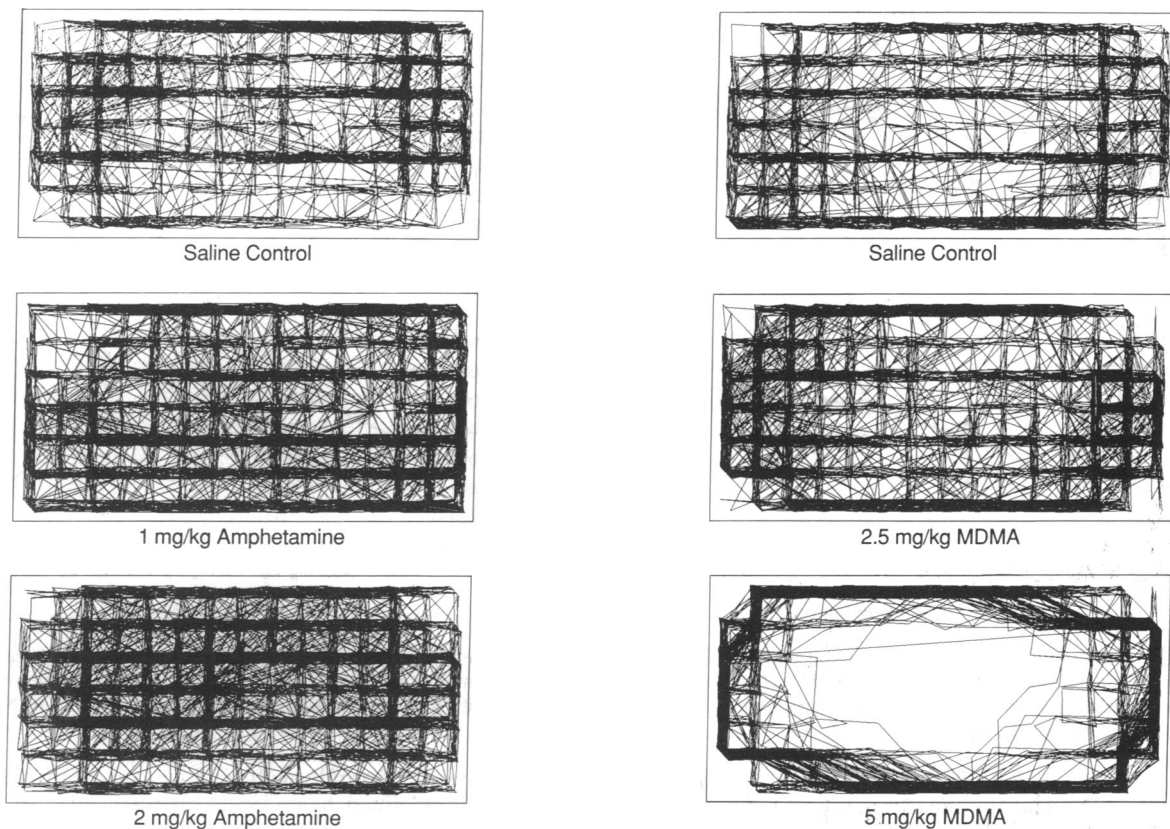 Saline Control
Saline Control
1 mg/kg Amphetamine
2.5 mg/kg MDMA
2 mg/kg Amphetamine
5 mg/kg MDMA